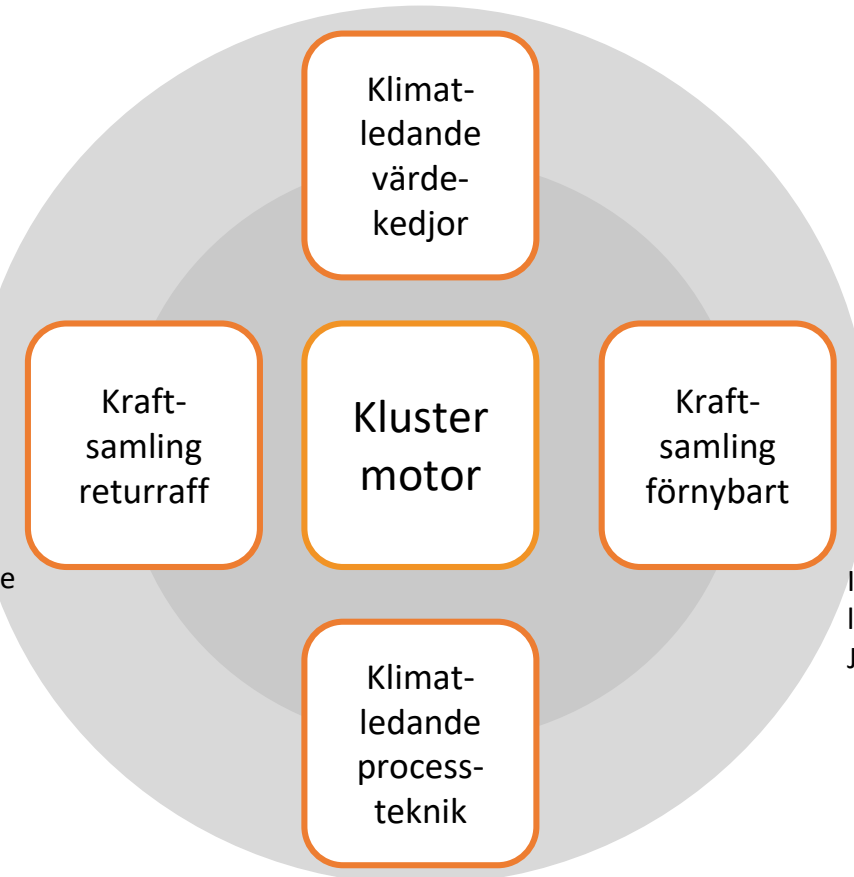 Klimat-
ledande
värde-
kedjor
Kraft-
samling
returraff
Kluster
motor
Kraft-
samling
förnybart
e
Klimat-
ledande
process-
teknik